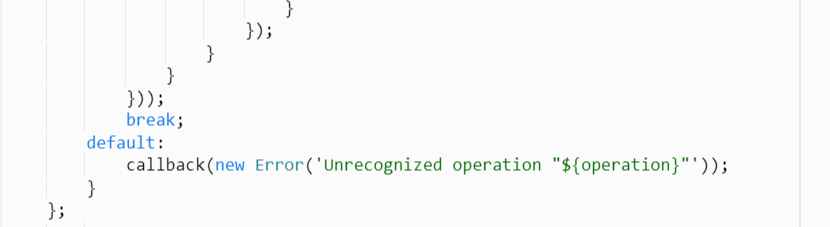 }
});
}
}
}));
break;
default:
callback(new Error('Unrecognized operation "${operation}"'));
}
};